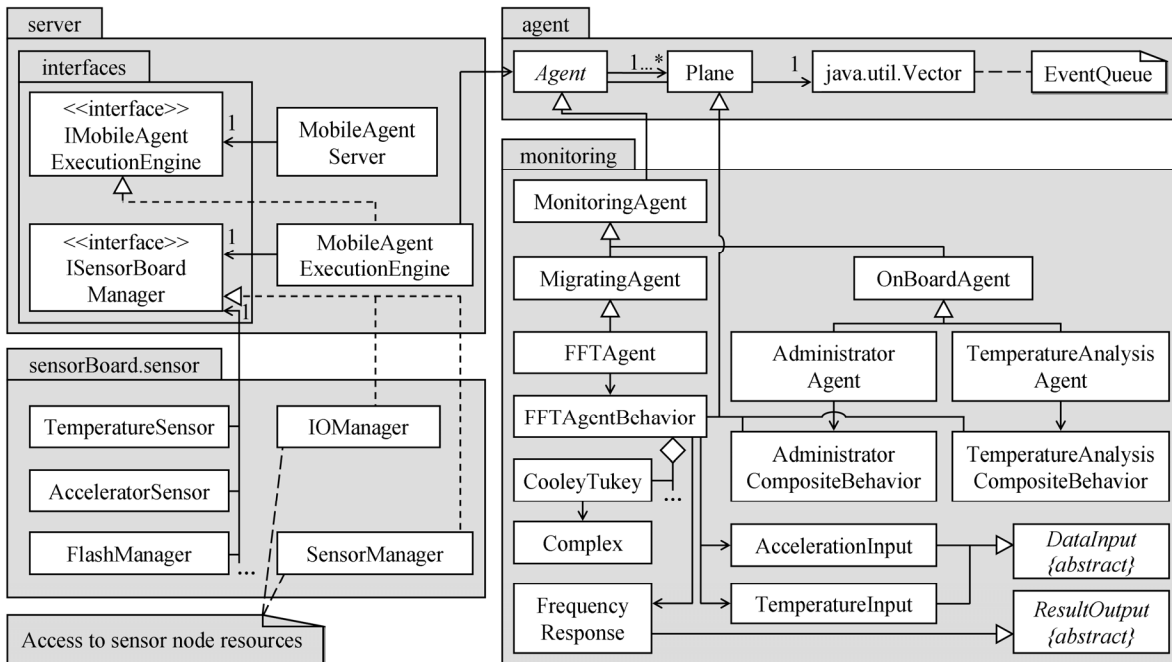 server
interfaces
<<interface>>
IMobileAgent
ExecutionEngine
1
MobileAgent
Server
<<interface>>
ISensorBoard
Manager
1
MobileAgent
ExecutionEngine
1
sensorBoard.sensor
TemperatureSensor
IOManager
AcceleratorSensor
FlashManager
...
SensorManager
Access to sensor node resources
agent
Agent
1...*
Plane
1
java.util.Vector
EventQueue
monitoring
MonitoringAgent
MigratingAgent
OnBoardAgent
FFTAgent
Administrator
Agent
TemperatureAnalysis
Agent
FFTAgentBehavior
Administrator
CompositeBehavior
TemperatureAnalysis
CompositeBehavior
CooleyTukey
...
Complex
AccelerationInput
DataInput
{abstract}
TemperatureInput
Frequency
Response
ResultOutput
{abstract}